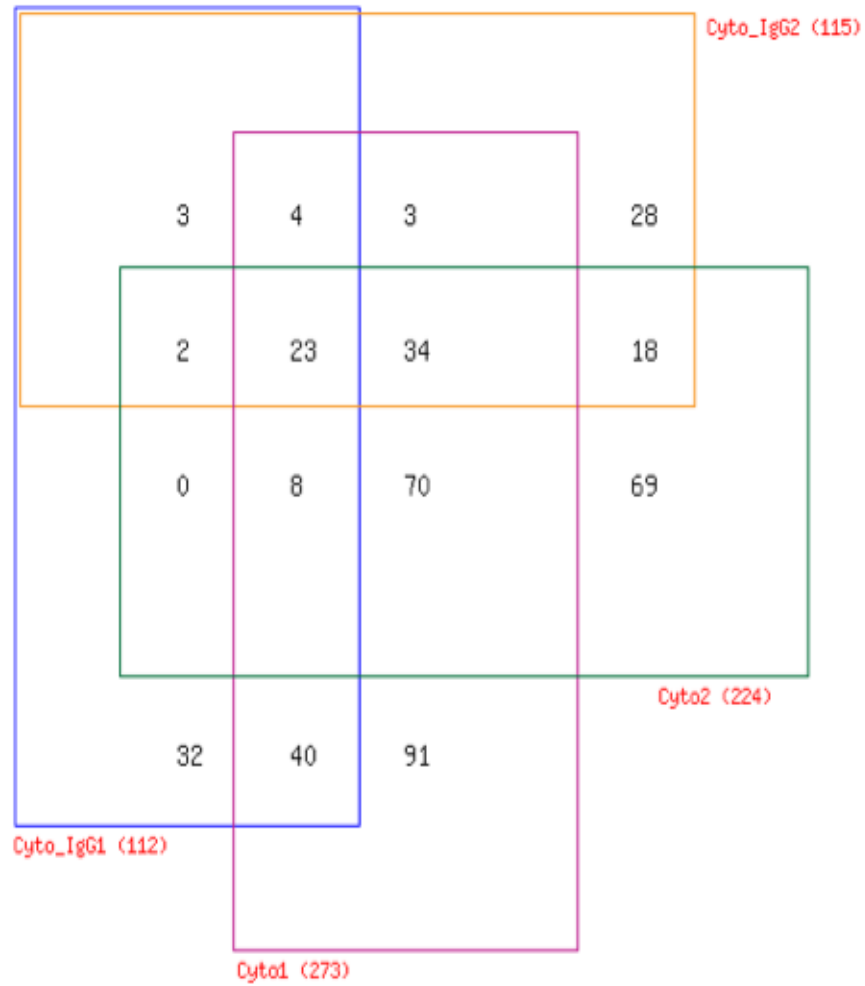 Cyto_IgG2 (115)
3 4 3 28
2 23 34 18
0 8 70 69
Cyto2 (224)
32 40 91
Cyto_IgG1 (112)
Cyto1 (273)